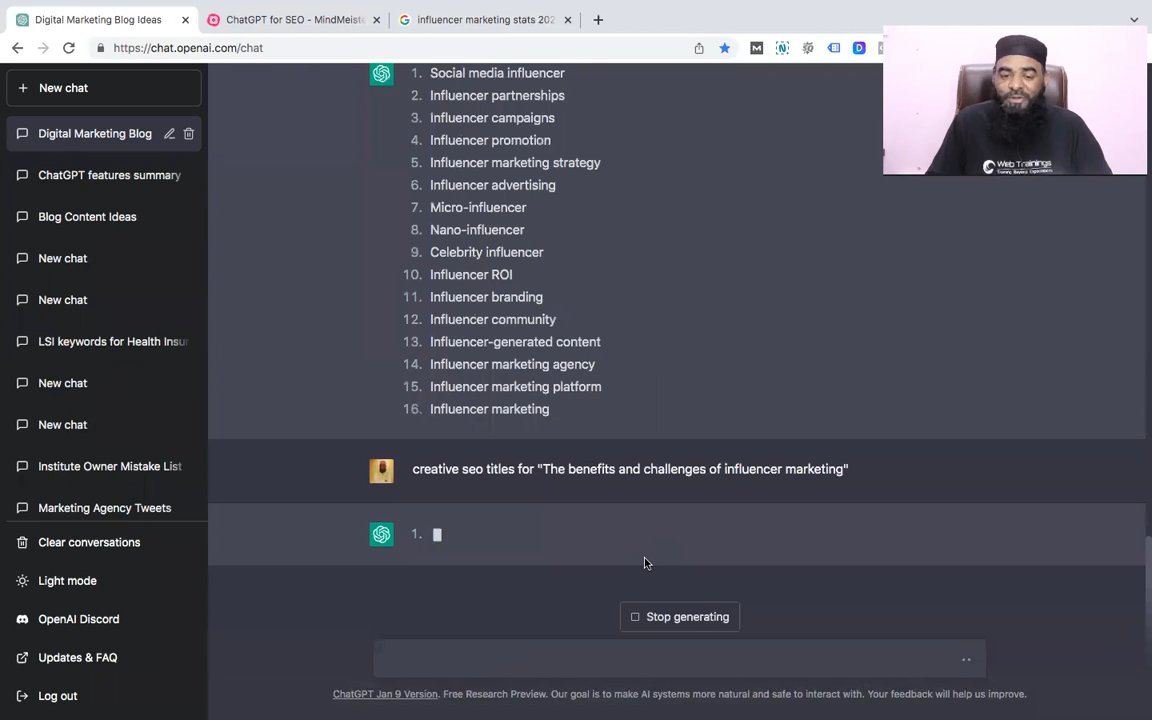 Digital Marketing Blog Ideas
ChatGPT for SEO - MindMeiste
influencer marketing stats 202
https://chat.openai.com/chat
New chat
Digital Marketing Blog
ChatGPT features summary
Blog Content Ideas
New chat
New chat
LSI keywords for Health Insur
New chat
New chat
Institute Owner Mistake List
Marketing Agency Tweets
Clear conversations
Light mode
OpenAI Discord
Updates & FAQ
Log out
1. Social media influencer
2. Influencer partnerships
3. Influencer campaigns
4. Influencer promotion
5. Influencer marketing strategy
6. Influencer advertising
7. Micro-influencer
8. Nano-influencer
9. Celebrity influencer
10. Influencer ROI
11. Influencer branding
12. Influencer community
13. Influencer-generated content
14. Influencer marketing agency
15. Influencer marketing platform
16. Influencer marketing
creative seo titles for "The benefits and challenges of influencer marketing"
1.
Stop generating
ChatGPT Jan 9 Version. Free Research Preview. Our goal is to make AI systems more natural and safe to interact with. Your feedback will help us improve.
Web Trainings